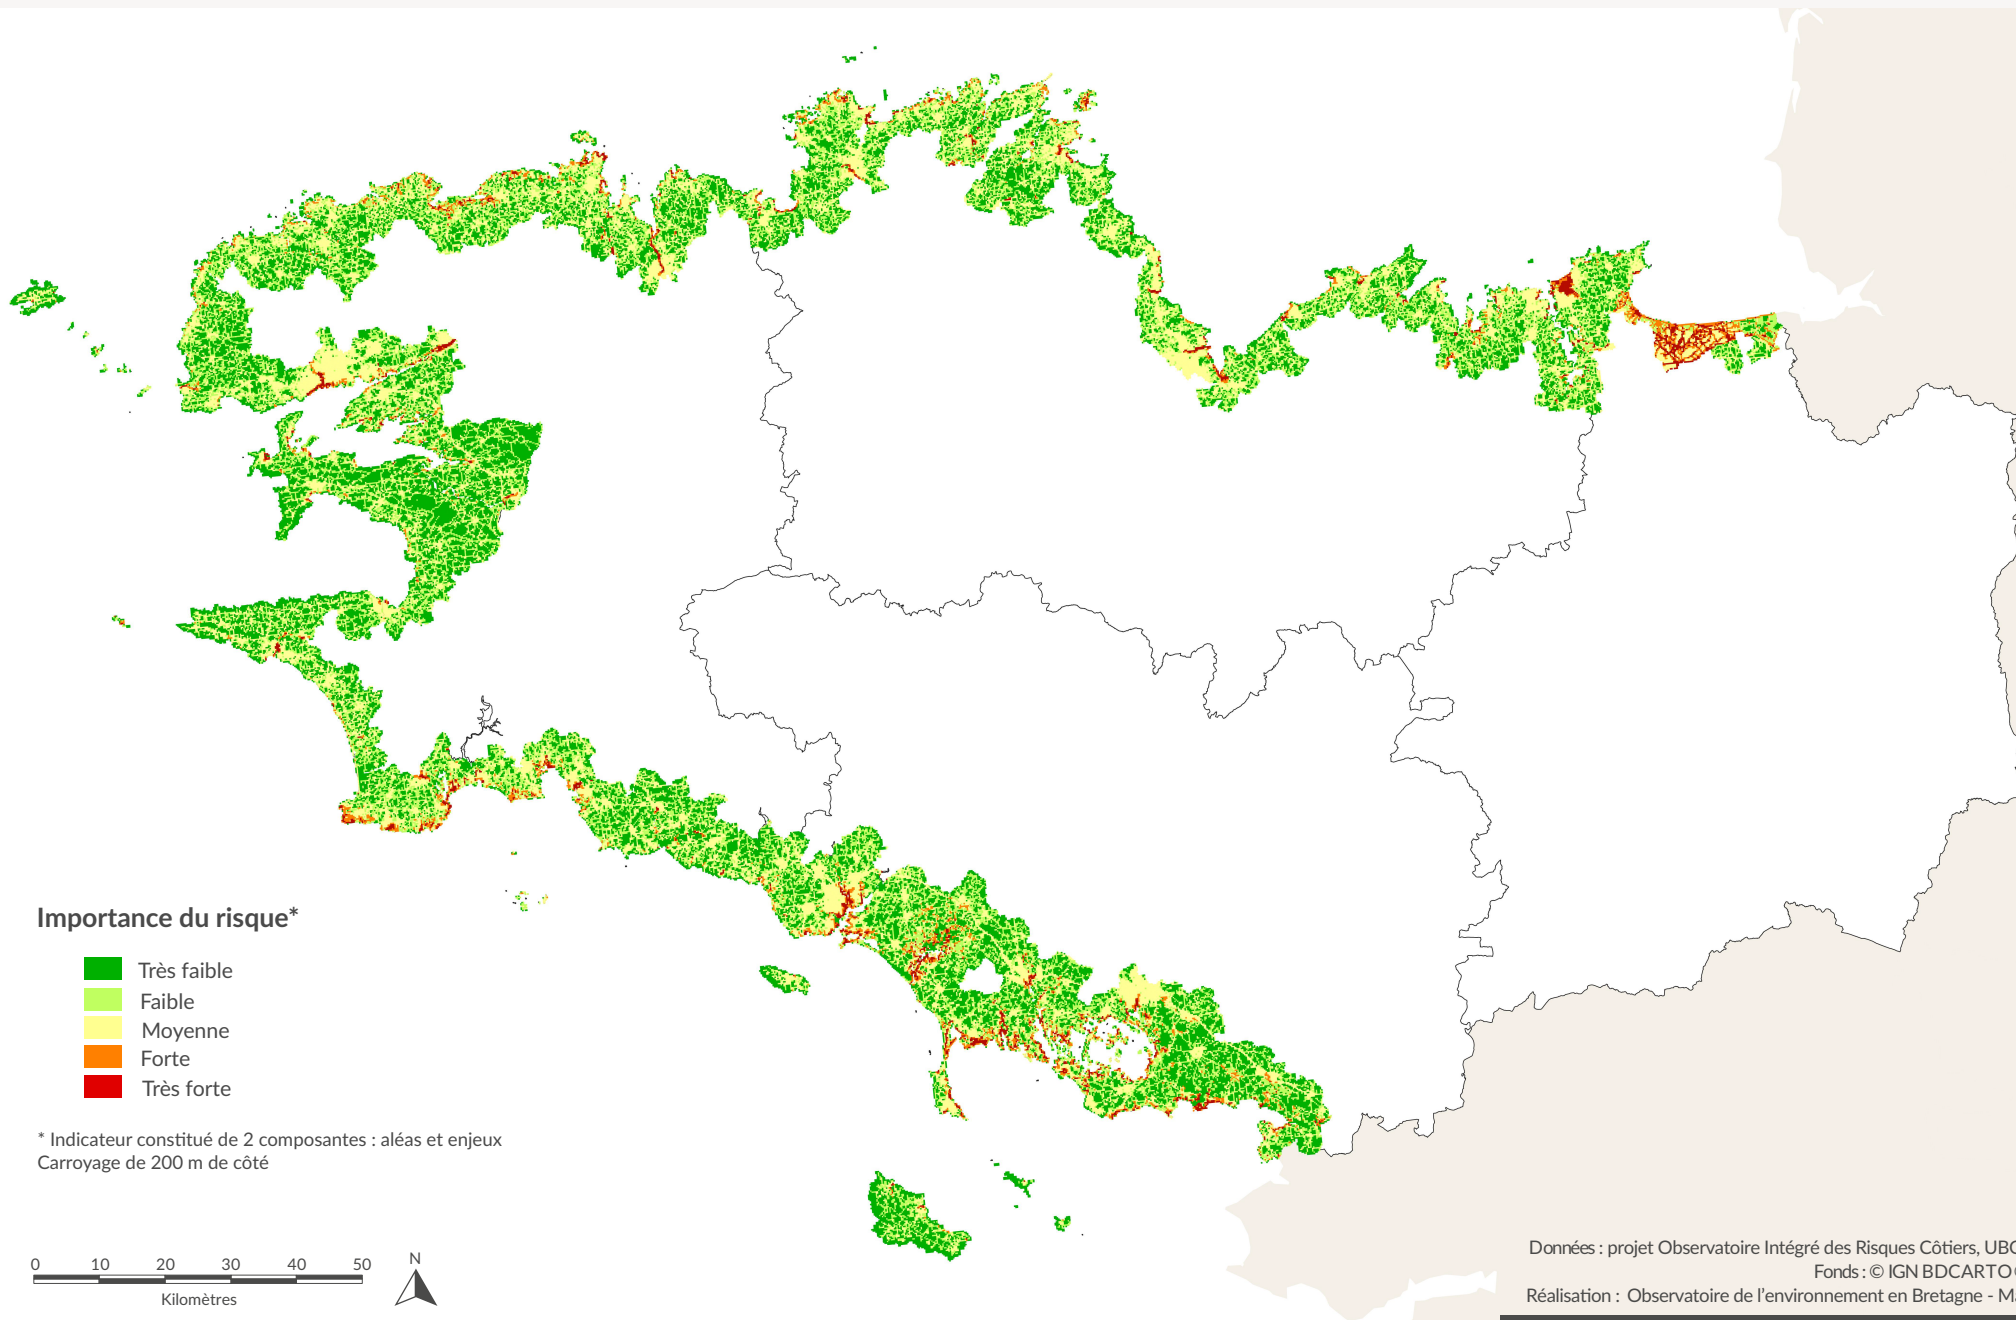 Importance du risque*
Très faible
Faible
Moyenne
Forte
Très forte
* Indicateur constitué de 2 composantes : aléas et enjeux
Carroyage de 200 m de côté
0 10 20 30 40 50
Kilomètres
N
Données : projet Observatoire Intégré des Risques Côtiers, UBO
Fonds : © IGN BDCARTO
Réalisation : Observatoire de l'environnement en Bretagne - Ma